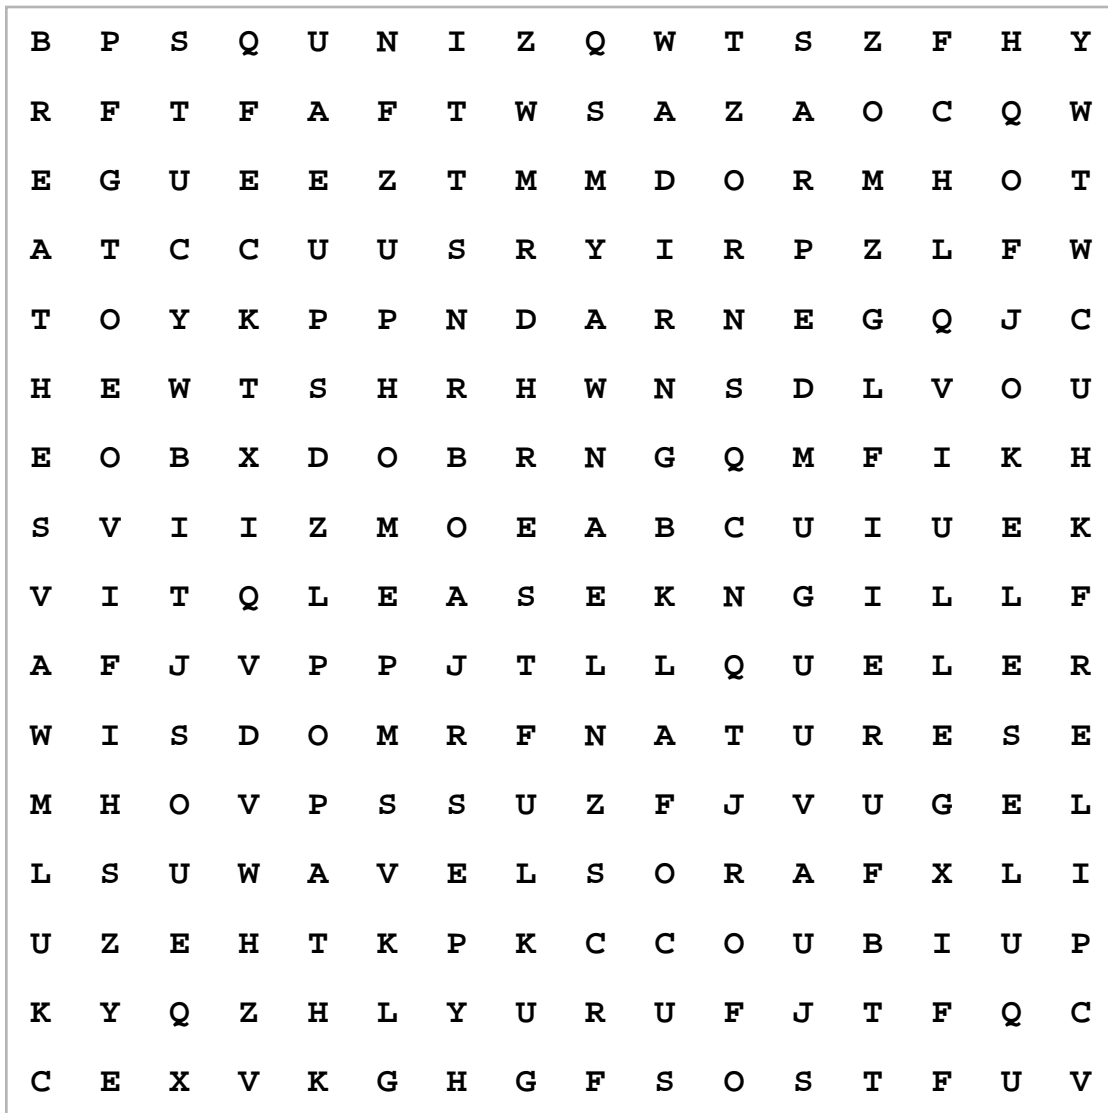 B P S Q U N I Z Q W T S Z F H Y
R F T F A F T W S A Z A O C Q W
E G U E E Z T M M D O R M H O T
A T C C U U S R Y I R P Z L F W
T O Y K P P N D A R N E G Q J C
H E W T S H R H W N S D L V O U
E O B X D O B R N G Q M F I K H
S V I I Z M O E A B C U I U E K
V I T Q L E A S E K N G I L L F
A F J V P P J T L L Q U E L E R
W I S D O M R F N A T U R E S E
M H O V P S S U Z F J V U G E L
L S U W A V E L S O R A F X L I
U Z E H T K P K C C O U B I U P
K Y Q Z H L Y U R U F J T F Q C
C E X V K G H G F S O S T F U V